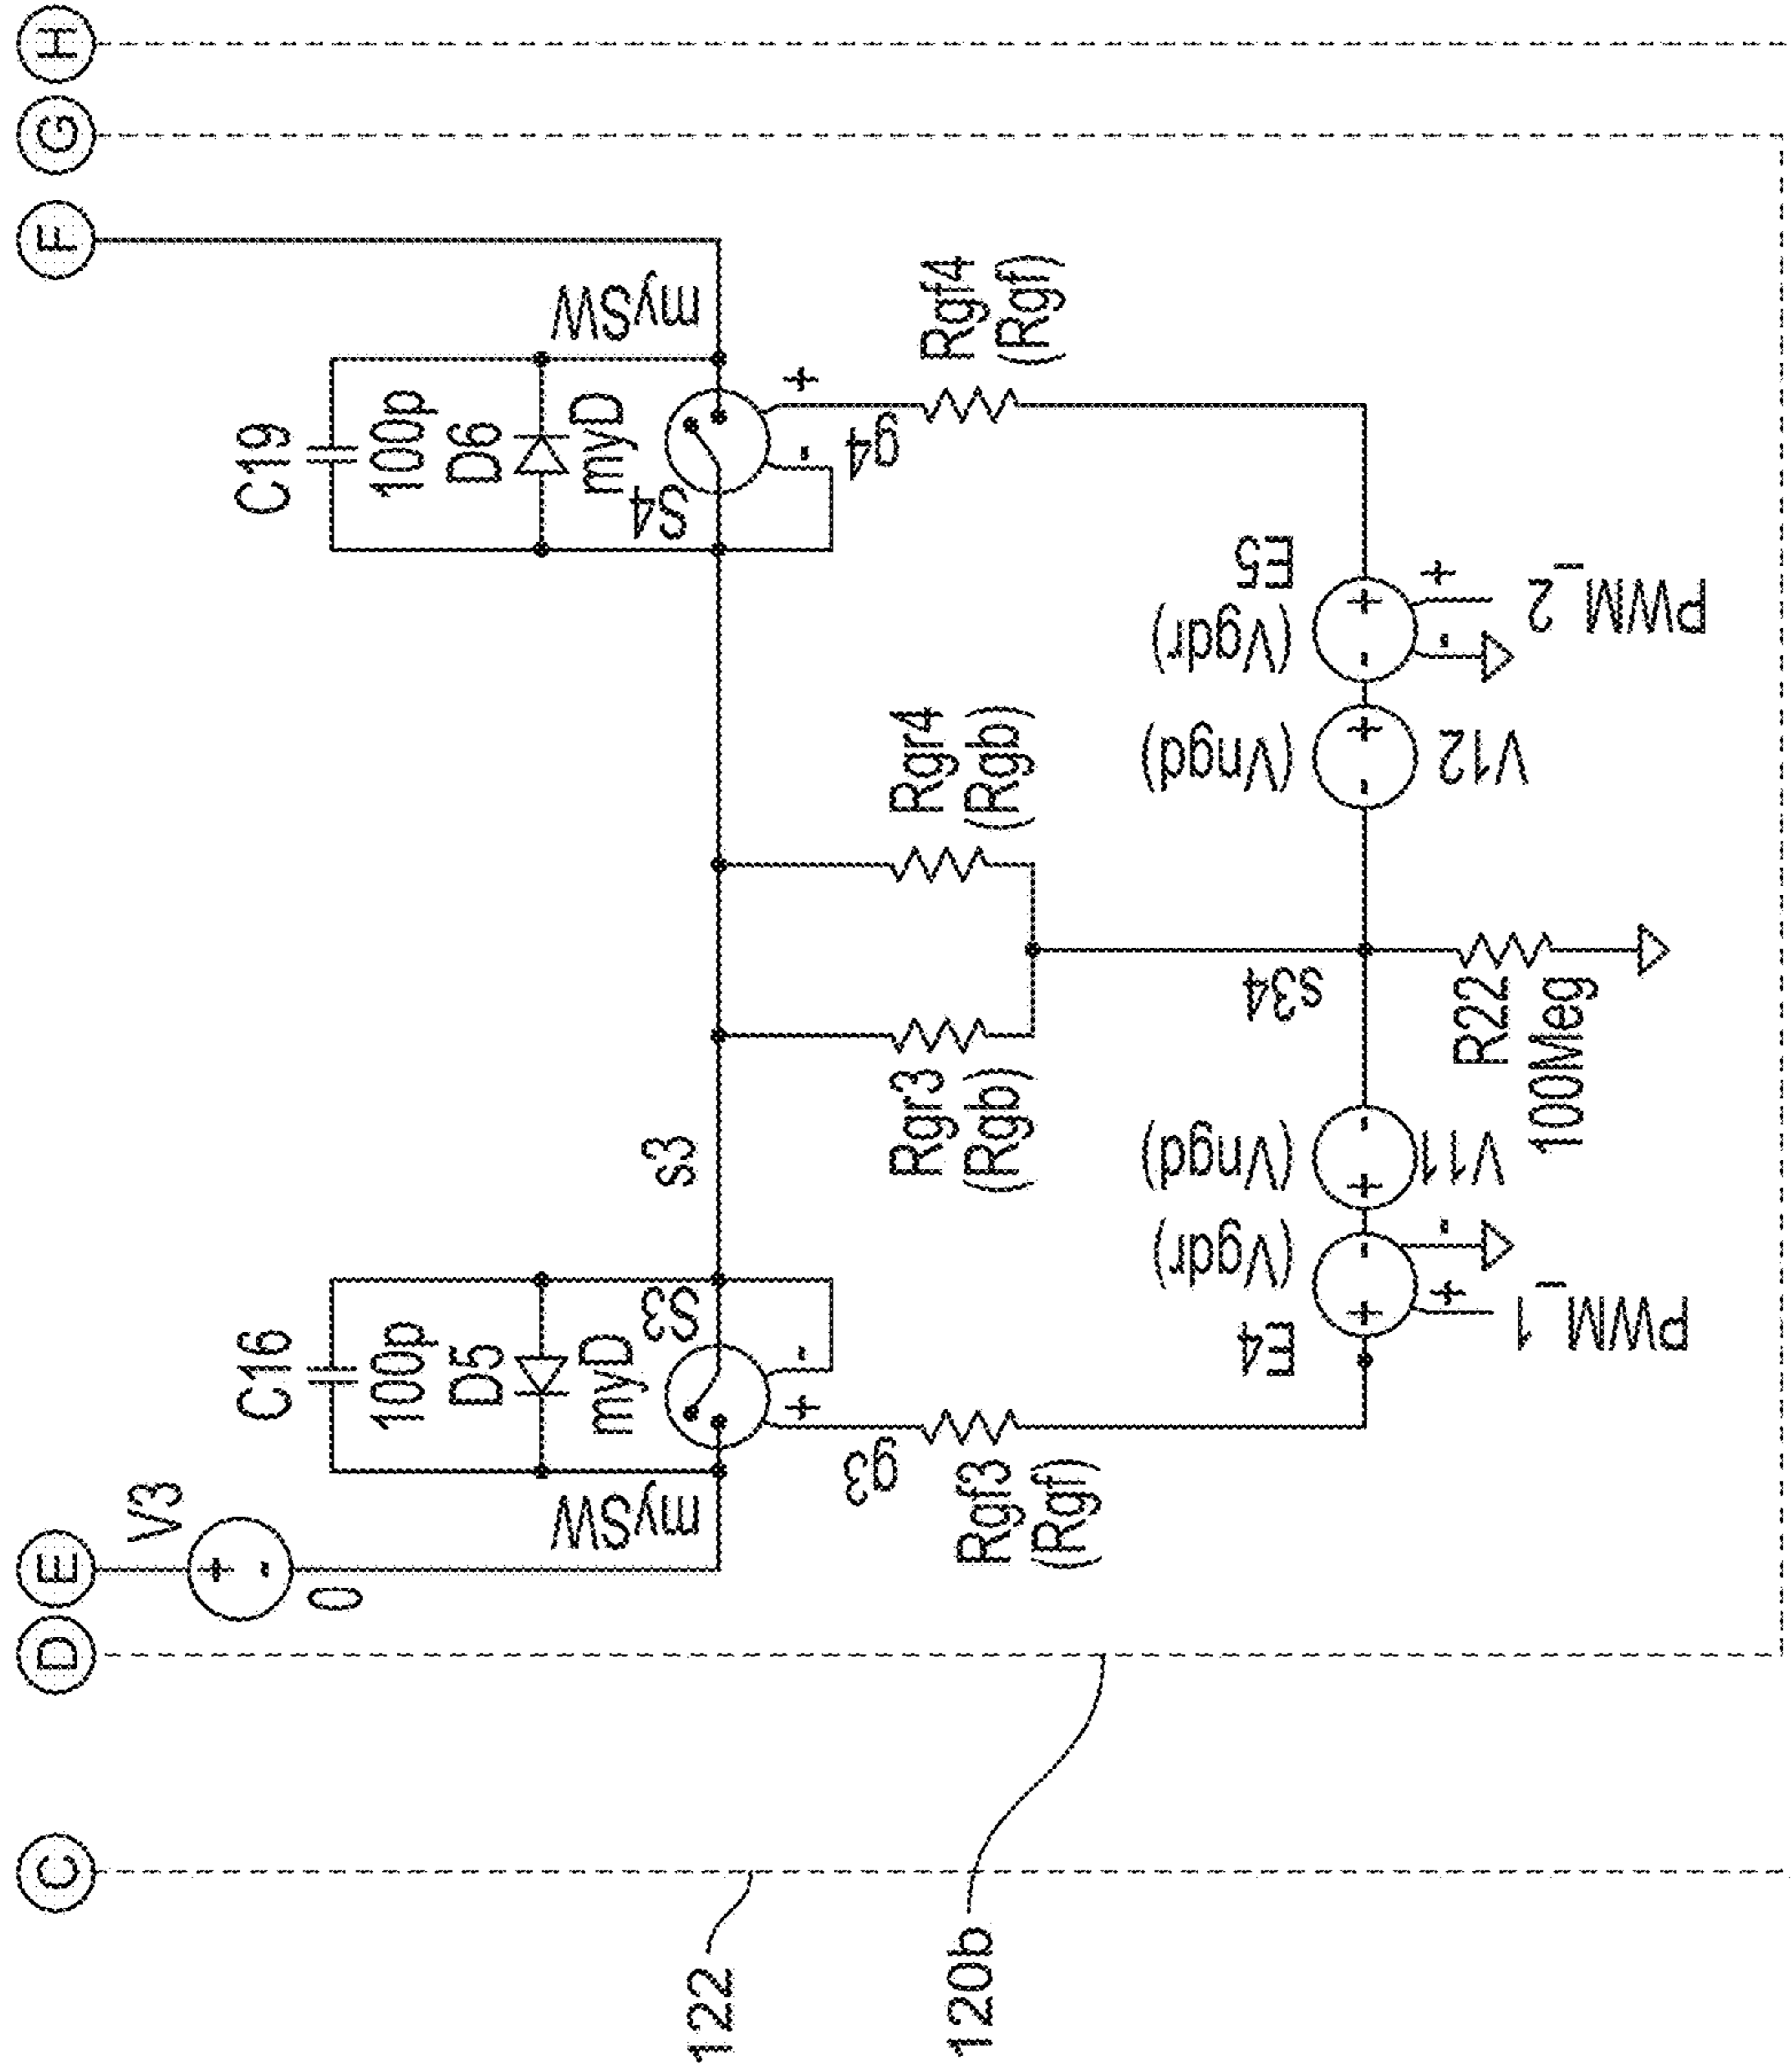 H
G
F
E
D
C
V3
+
-
0
C19
100p
D6
myD
mySW
S4
+
-
g4
Rgf4
(Rgf)
C16
100p
D5
myD
mySW
S3
+
-
g3
Rgf3
(Rgf)
s3
Rgr4
(Rgb)
Rgr3
(Rgb)
s34
R22
100Meg
E5
(Vgdr)
+
-
+
-
PWM_2
(Vngd)
+
-
V12
(Vngd)
-
+
V11
(Vgdr)
-
+
E4
-
+
PWM_1
122
120b